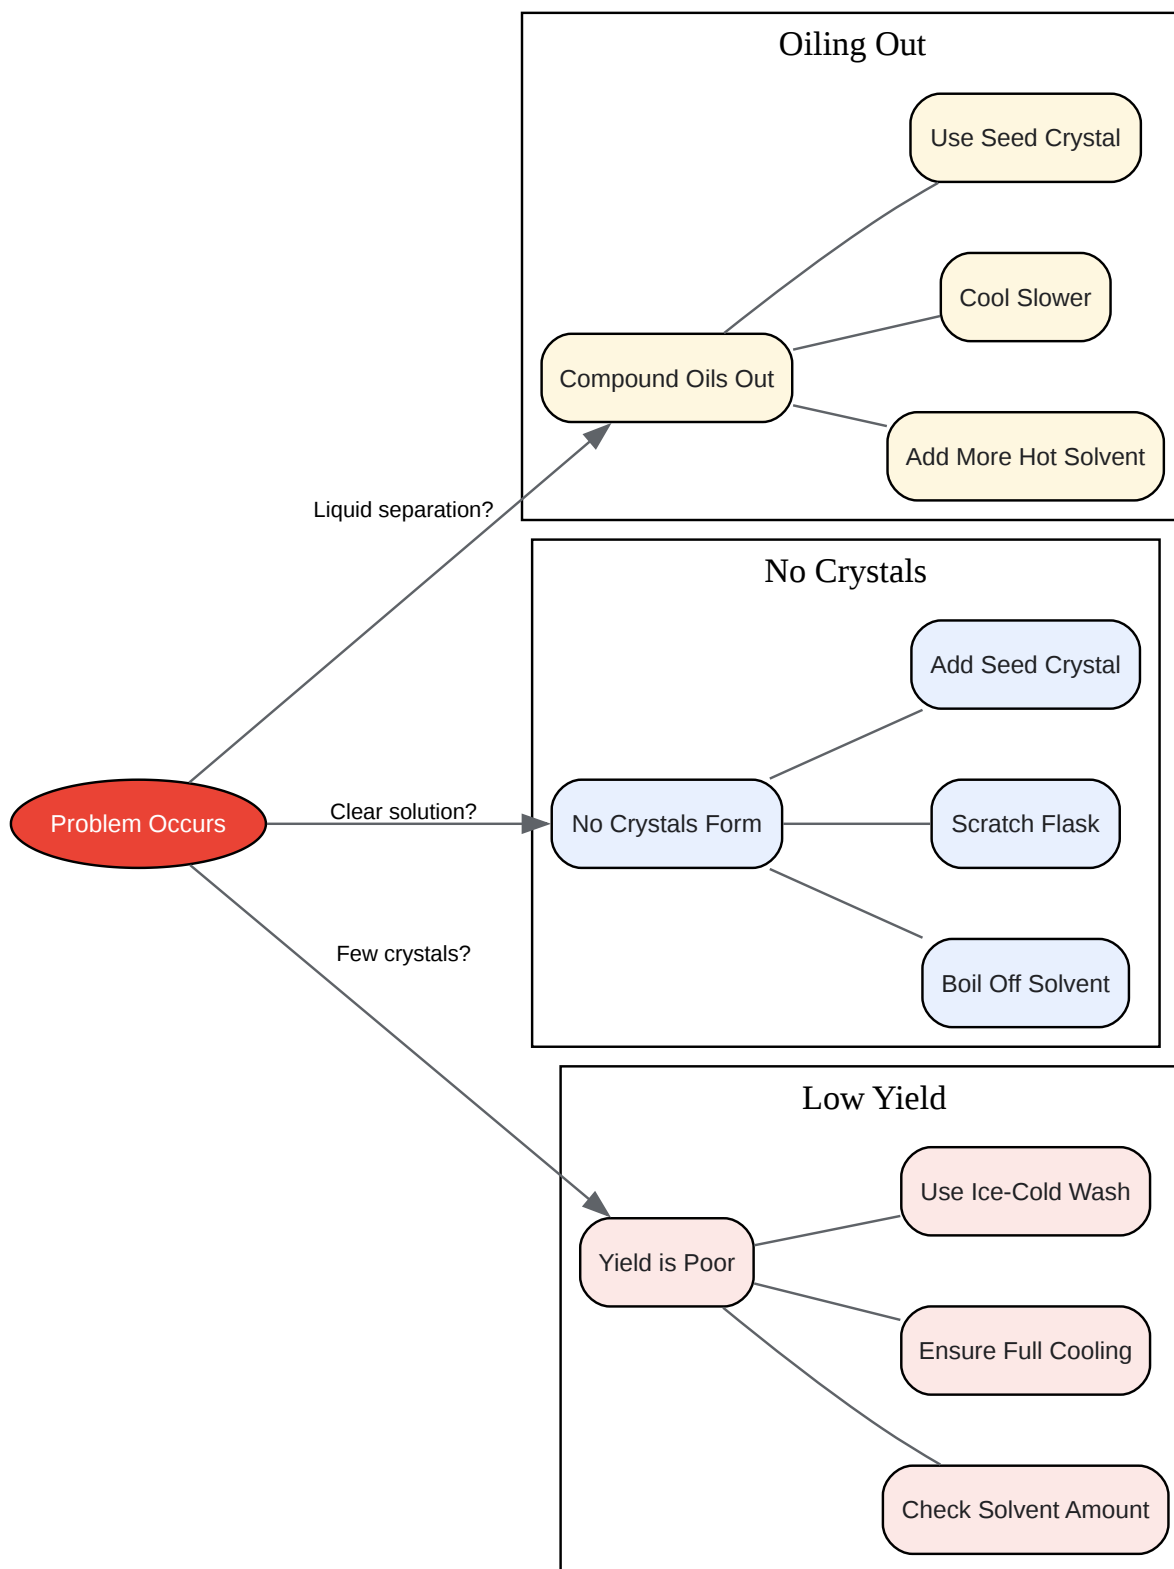 Oiling Out
Use Seed Crystal
Cool Slower
Compound Oils Out
Add More Hot Solvent
Liquid separation?
No Crystals
Add Seed Crystal
Problem Occurs
Clear solution?
No Crystals Form
Scratch Flask
Few crystals?
Boil Off Solvent
Low Yield
Use Ice-Cold Wash
Yield is Poor
Ensure Full Cooling
Check Solvent Amount